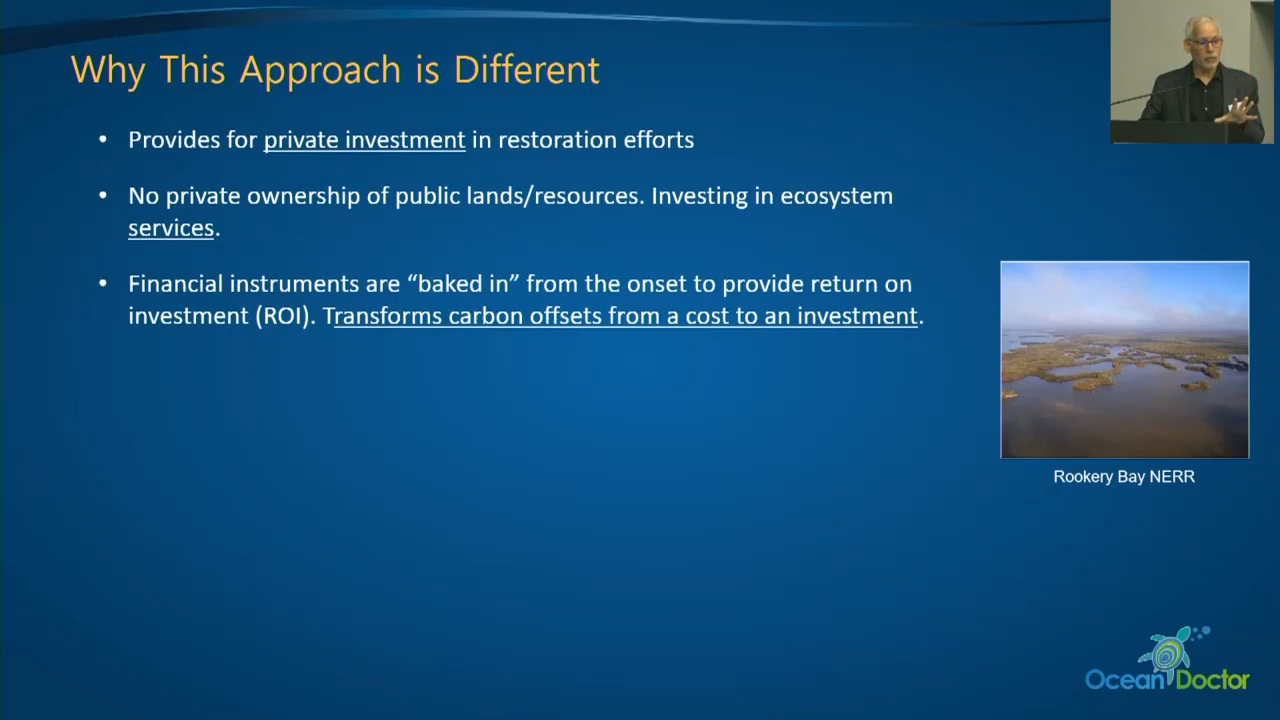 Why This Approach is Different
• Provides for private investment in restoration efforts
• No private ownership of public lands/resources. Investing in ecosystem
services.
• Financial instruments are “baked in” from the onset to provide return on
investment (ROI). Transforms carbon offsets from a cost to an investment.
Rookery Bay NERR
Ocean Doctor